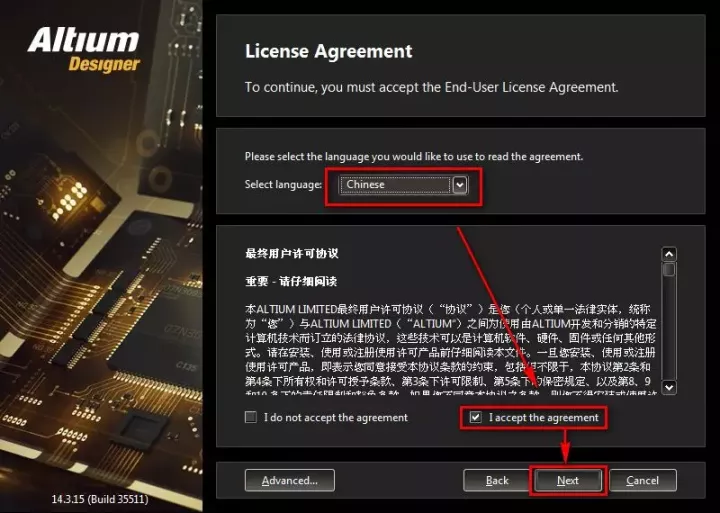 Altium
Designer
License Agreement
To continue, you must accept the End-User License Agreement.
Please select the language you would like to use to read the agreement.
Select language:
Chinese
最终用户许可协议
重要 - 请仔细阅读
本ALTIUM LIMITED最终用户许可协议（“协议”）是您（个人或单一法律实体，统称
为“您”）与ALTIUM LIMITED（“ALTIUM”）之间为使用由ALTIUM开发和分销的特定
计算机技术而订立的法律协议，这些技术可以是计算机软件、硬件、固件或任何其他形
式。请在安装、使用或注册使用许可产品前仔细阅读本文件。一旦您安装、使用或注册
使用许可产品，即表示您同意接受本协议条款的约束，包括但不限于，本协议第2条和
第4条下所有权和许可授予条款、第3条下许可限制、第5条下的保密规定、以及第8、9
I do not accept the agreement
I accept the agreement
Advanced...
Back
Next
Cancel
14.3.15 (Build 35511)